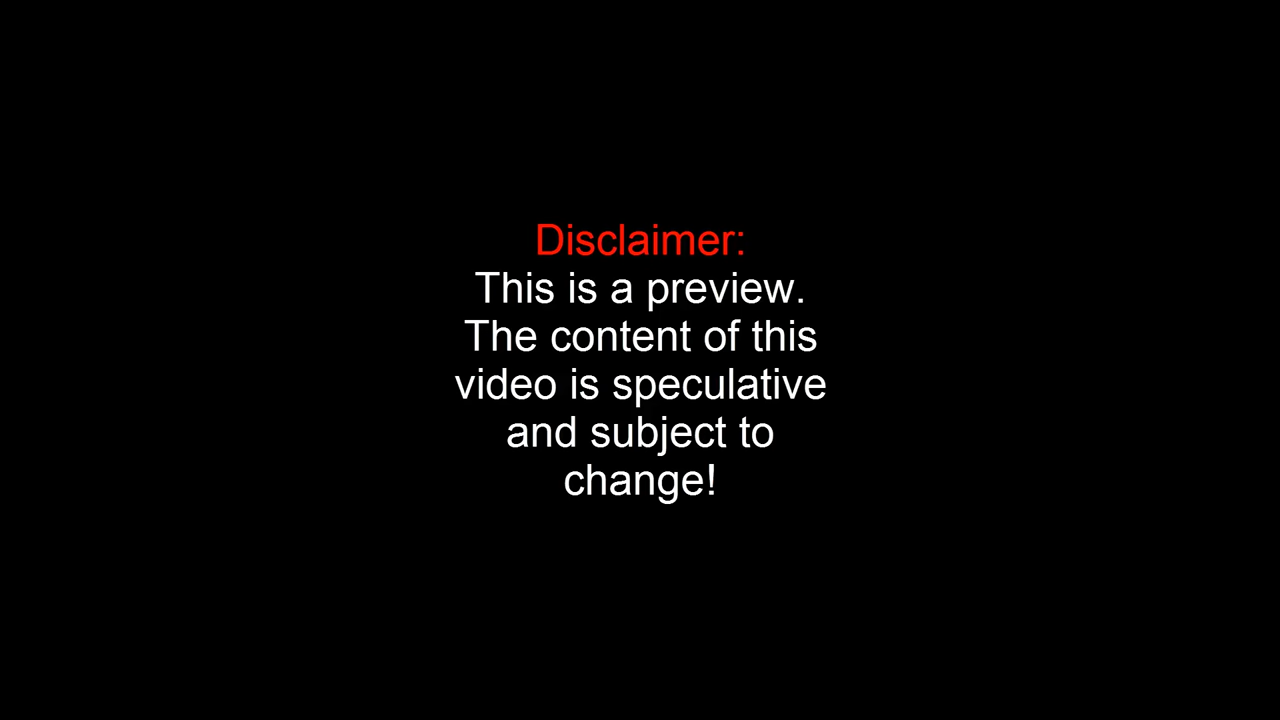 Disclaimer:
This is a preview.
The content of this
video is speculative
and subject to
change!